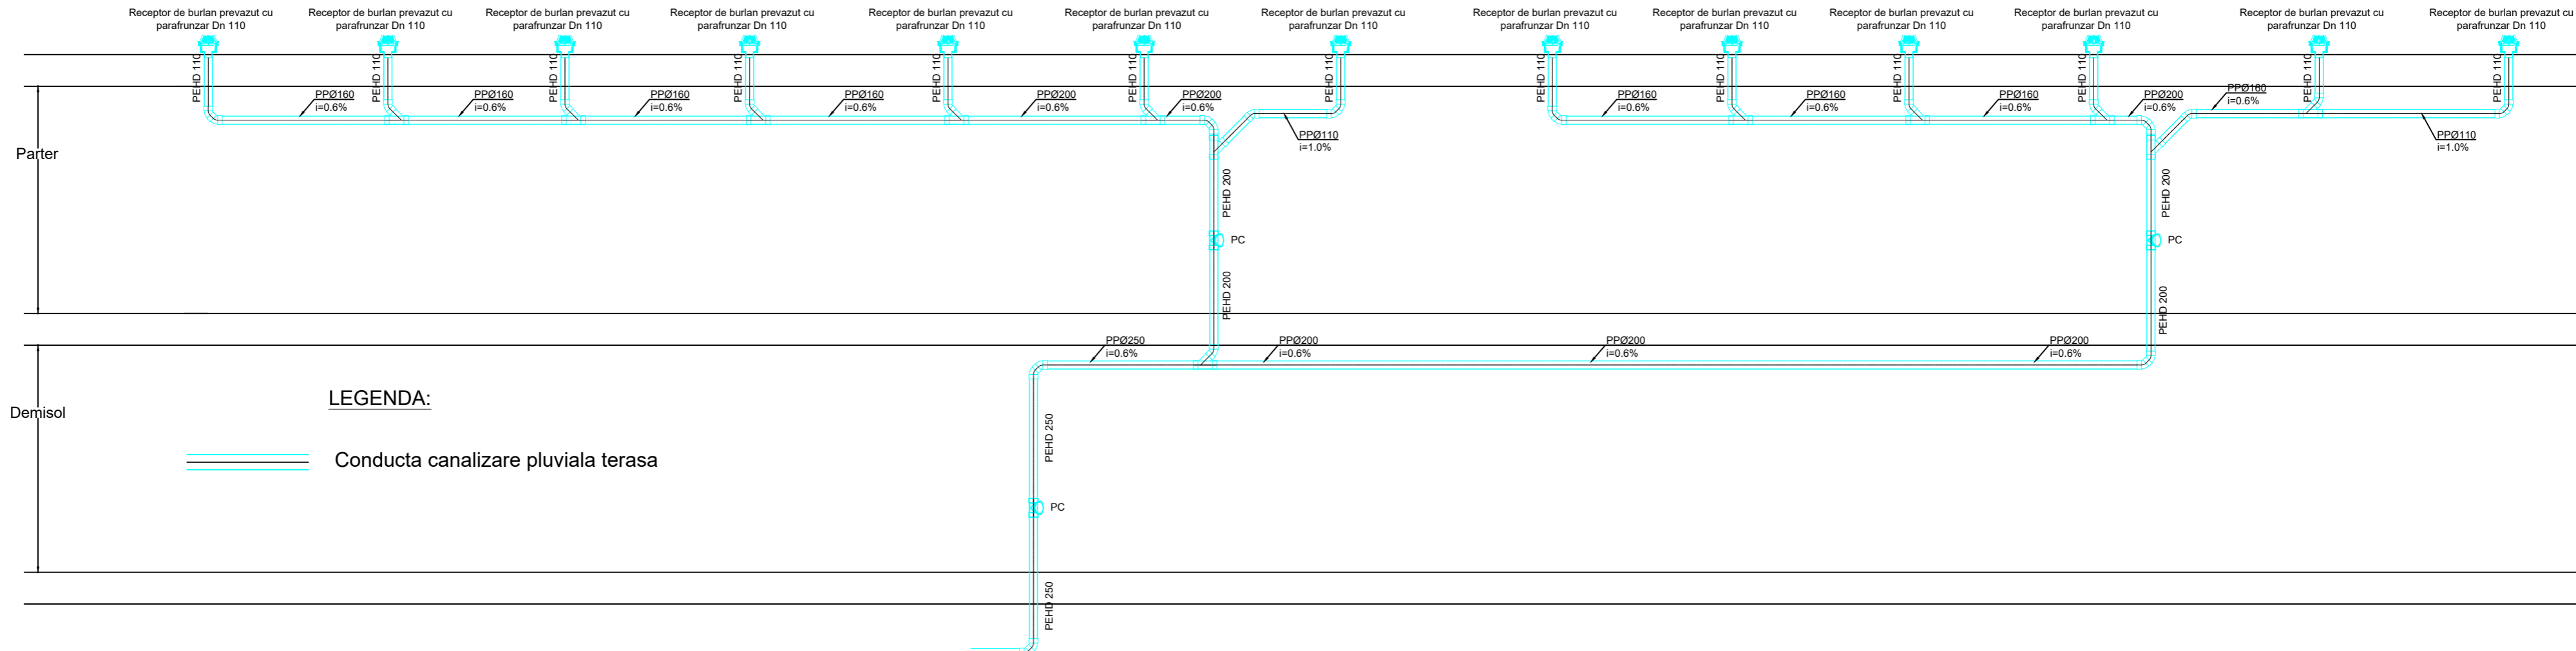 Receptor de burlan prevazut cu
parafrunzar Dn 110
Receptor de burlan prevazut cu
parafrunzar Dn 110
Receptor de burlan prevazut cu
parafrunzar Dn 110
Receptor de burlan prevazut cu
parafrunzar Dn 110
Receptor de burlan prevazut cu
parafrunzar Dn 110
Receptor de burlan prevazut cu
parafrunzar Dn 110
Receptor de burlan prevazut cu
parafrunzar Dn 110
Receptor de burlan prevazut cu
parafrunzar Dn 110
Receptor de burlan prevazut cu
parafrunzar Dn 110
Receptor de burlan prevazut cu
parafrunzar Dn 110
Receptor de burlan prevazut cu
parafrunzar Dn 110
Receptor de burlan prevazut cu
parafrunzar Dn 110
Receptor de burlan prevazut cu
parafrunzar Dn 110
PEHD 110
PEHD 110
PEHD 110
PEHD 110
PEHD 110
PEHD 110
PEHD 110
PEHD 110
PEHD 110
PEHD 110
PEHD 110
PEHD 110
PEHD 110
PPØ160
i=0.6%
PPØ160
i=0.6%
PPØ160
i=0.6%
PPØ160
i=0.6%
PPØ200
i=0.6%
PPØ200
i=0.6%
PPØ110
i=1.0%
PPØ160
i=0.6%
PPØ160
i=0.6%
PPØ160
i=0.6%
PPØ200
i=0.6%
PPØ160
i=0.6%
PPØ110
i=1.0%
Parter
PEHD 200
PC
PEHD 200
PEHD 200
PC
PEHD 200
PPØ250
i=0.6%
PPØ200
i=0.6%
PPØ200
i=0.6%
PPØ200
i=0.6%
Demisol
LEGENDA:
Conducta canalizare pluviala terasa
PEHD 250
PC
PEHD 250